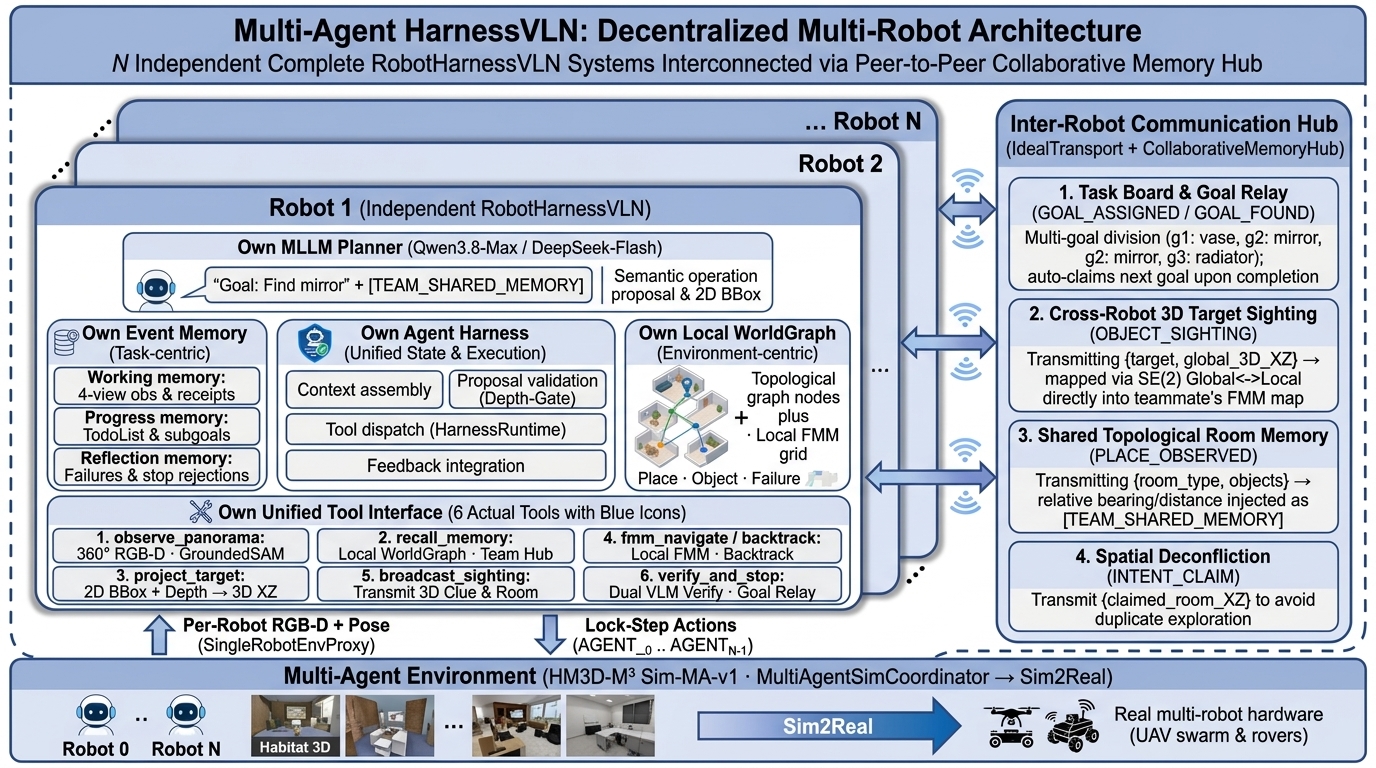 Multi-Agent HarnessVLN: Decentralized Multi-Robot Architecture
N Independent Complete RobotHarnessVLN Systems Interconnected via Peer-to-Peer Collaborative Memory Hub
... Robot N
Robot 2
Robot 1 (Independent RobotHarnessVLN)
Own MLLM Planner (Qwen3.8-Max / DeepSeek-Flash)
“Goal: Find mirror” + [TEAM_SHARED_MEMORY]
Semantic operation
proposal & 2D BBox
Own Event Memory
(Task-centric)
Working memory:
4-view obs & receipts
Progress memory:
TodoList & subgoals
Reflection memory:
Failures & stop rejections
Own Agent Harness
(Unified State & Execution)
Context assembly
Proposal validation
(Depth-Gate)
Tool dispatch (HarnessRuntime)
Feedback integration
Own Local WorldGraph
(Environment-centric)
+
Topological
graph nodes
plus
· Local FMM
grid
Place · Object · Failure
...
Own Unified Tool Interface (6 Actual Tools with Blue Icons)
1. observe_panorama:
360° RGB-D · GroundedSAM
2. recall_memory:
Local WorldGraph · Team Hub
4. fmm_navigate / backtrack:
Local FMM · Backtrack
3. project_target:
2D BBox + Depth → 3D XZ
5. broadcast_sighting:
Transmit 3D Clue & Room
6. verify_and_stop:
Dual VLM Verify · Goal Relay
Inter-Robot Communication Hub
(IdealTransport + CollaborativeMemoryHub)
1. Task Board & Goal Relay
(GOAL_ASSIGNED / GOAL_FOUND)
Multi-goal division (g1: vase, g2: mirror,
g2: mirror, g3: radiator);
auto-claims next goal upon completion
2. Cross-Robot 3D Target Sighting
(OBJECT_SIGHTING)
Transmitting {target, global_3D_XZ} →
mapped via SE(2) Global<->Local
directly into teammate's FMM map
3. Shared Topological Room Memory
(PLACE_OBSERVED)
Transmitting {room_type, objects} →
relative bearing/distance injected as
[TEAM_SHARED_MEMORY]
4. Spatial Deconfliction
(INTENT_CLAIM)
Transmit {claimed_room_XZ} to avoid
duplicate exploration
Per-Robot RGB-D + Pose
(SingleRobotEnvProxy)
Lock-Step Actions
(AGENT_0 .. AGENT_N-1)
Multi-Agent Environment (HM3D-M³ Sim-MA-v1 · MultiAgentSimCoordinator → Sim2Real)
Robot 0
..
Robot N
Habitat 3D
...
Sim2Real
Real multi-robot hardware
(UAV swarm & rovers)